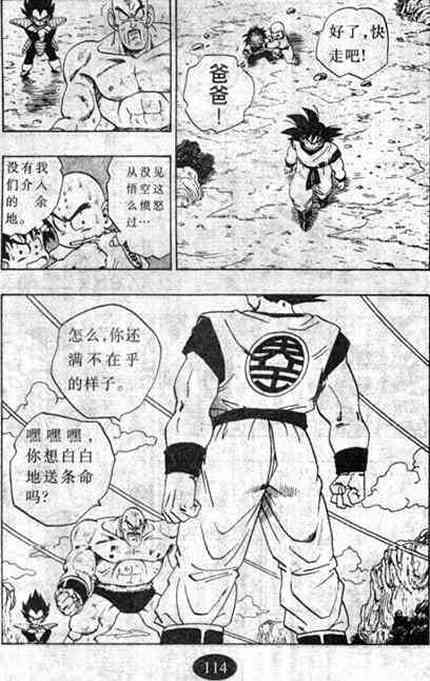 好了,快
走吧!
爸爸!
从没见
悟空这
么愤怒
过…
没有我
们介入
的余
地。
怎么,你还
满不在乎
的样子。
嘿嘿嘿,
你想白白
地送条命
吗?
114